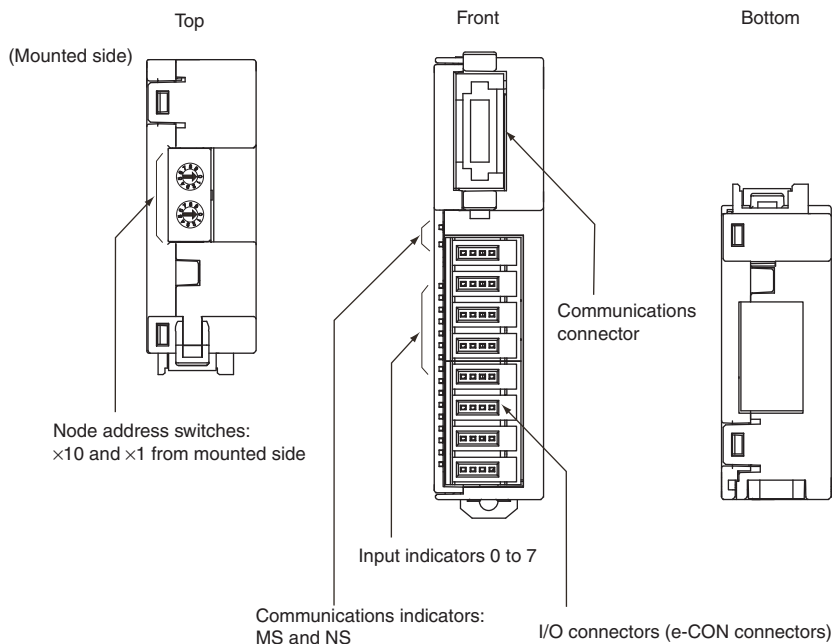 Top
Front
Bottom
(Mounted side)
Communications
connector
Node address switches:
×10 and ×1 from mounted side
Input indicators 0 to 7
Communications indicators:
MS and NS
I/O connectors (e-CON connectors)